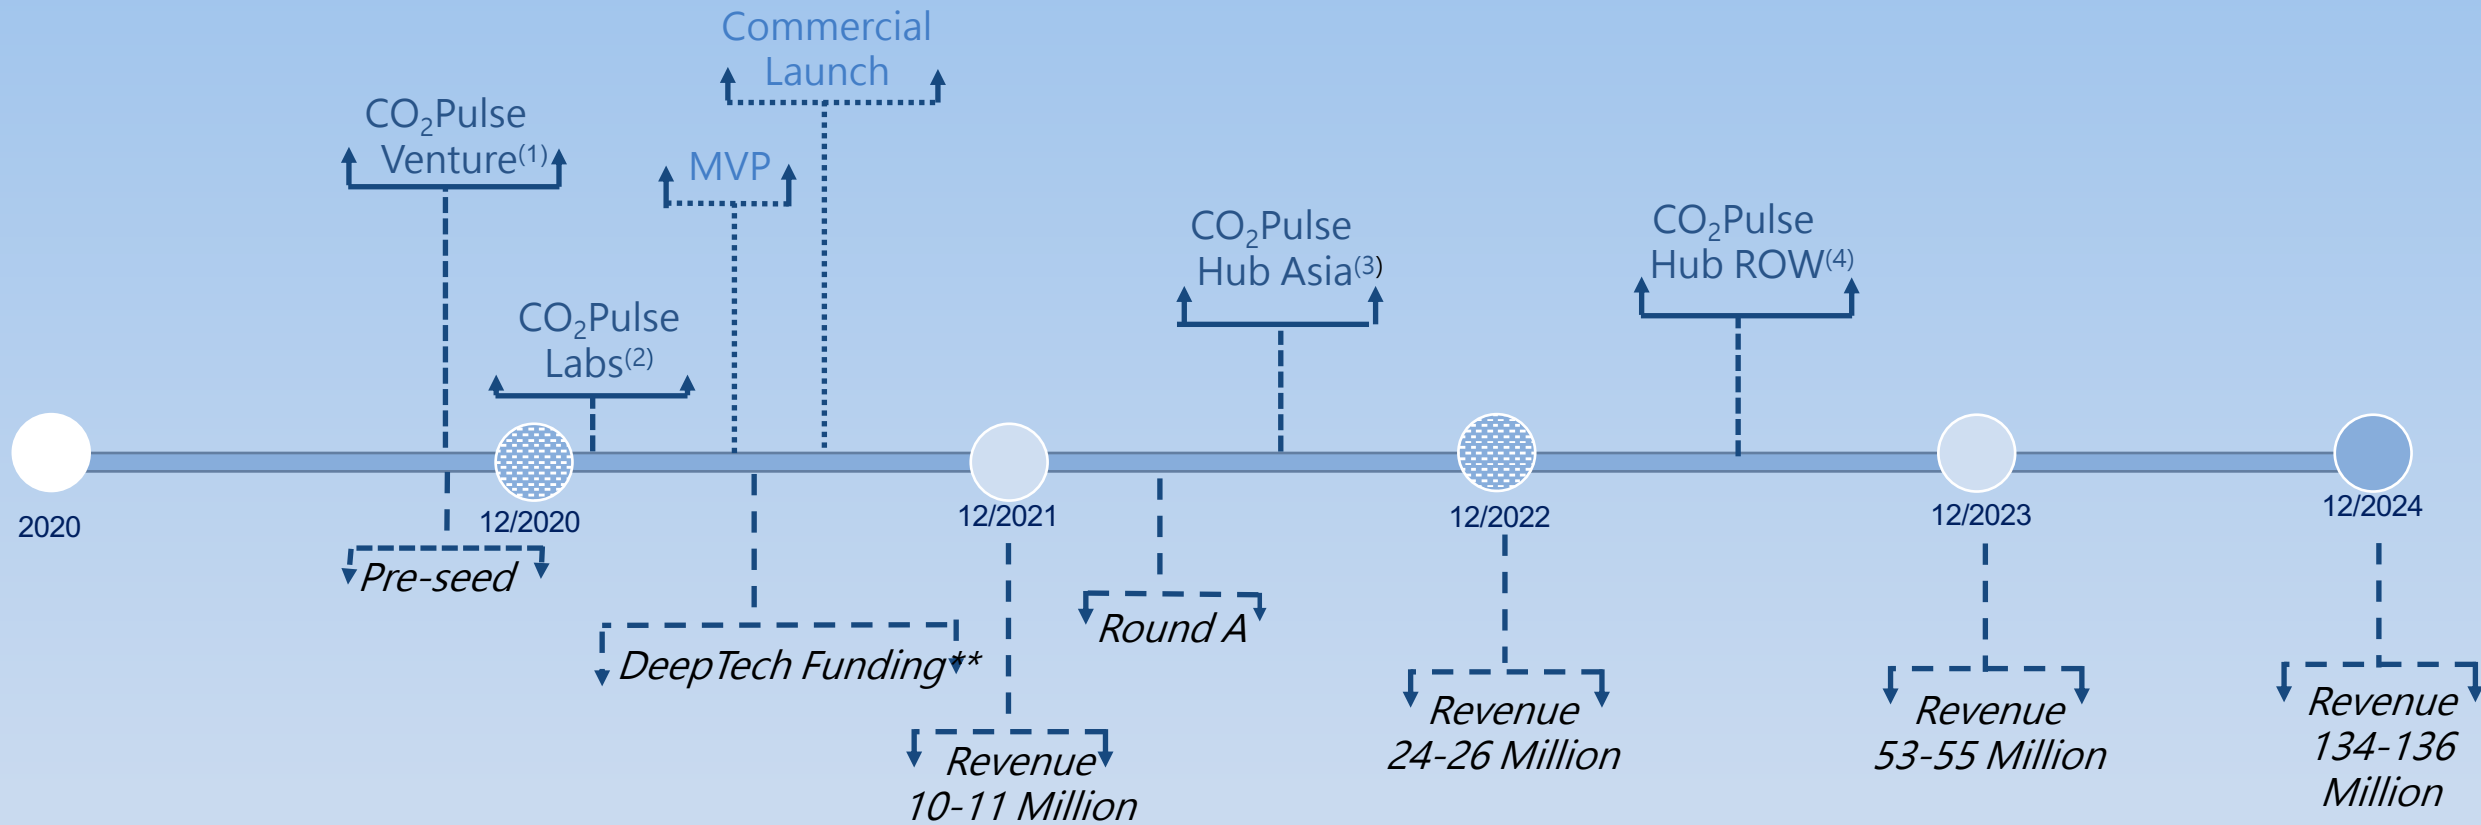 Commercial
Launch
CO₂Pulse
Venture⁽¹⁾
MVP
CO₂Pulse
Labs⁽²⁾
CO₂Pulse
Hub Asia⁽³⁾
CO₂Pulse
Hub ROW⁽⁴⁾
2020
12/2020
12/2021
12/2022
12/2023
12/2024
Pre-seed
DeepTech Funding**
Round A
Revenue
10-11 Million
Revenue
24-26 Million
Revenue
53-55 Million
Revenue
134-136
Million